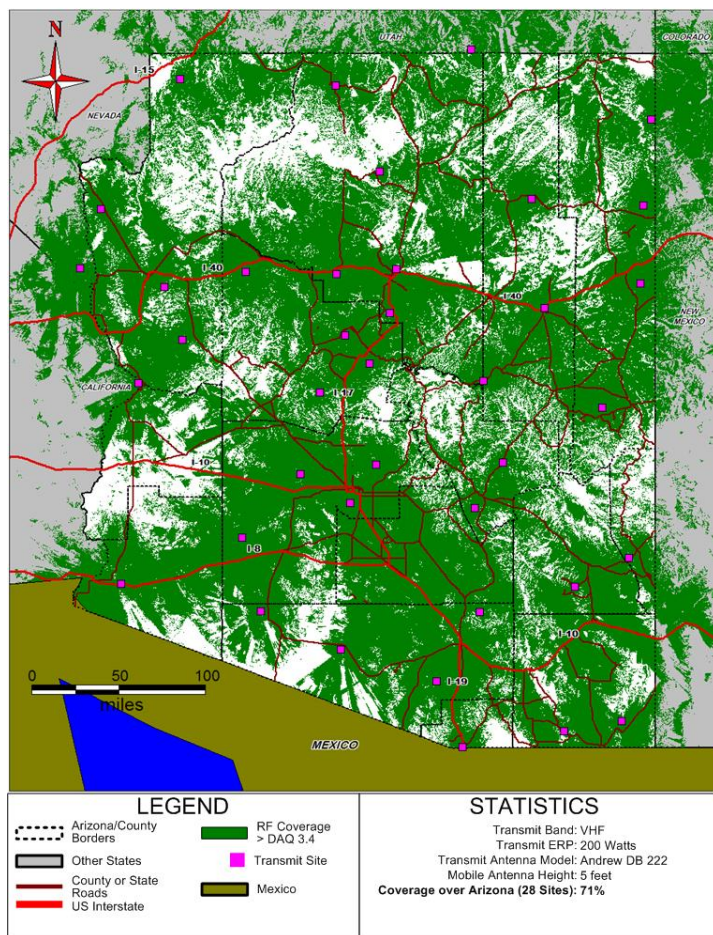 UTAH
COLORADO
N
I-15
NEVADA
I-40
I-40
NEW
MEXICO
CALIFORNIA
I-17
I-10
I-8
I-10
0 50 100
miles
I-19
MEXICO
LEGEND
Arizona/County
Borders
RF Coverage
> DAQ 3.4
Other States
Transmit Site
County or State
Roads
Mexico
US Interstate
STATISTICS
Transmit Band: VHF
Transmit ERP: 200 Watts
Transmit Antenna Model: Andrew DB 222
Mobile Antenna Height: 5 feet
Coverage over Arizona (28 Sites): 71%